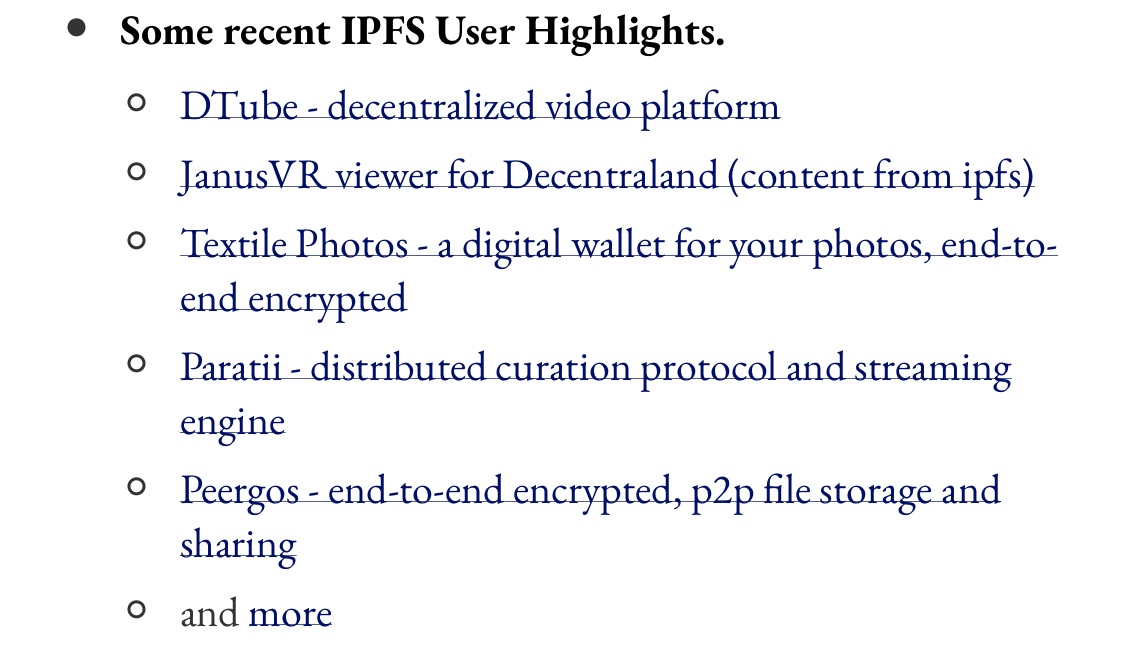 Some recent IPFS User Highlights.
DTube - decentralized video platform
JanusVR viewer for Decentraland (content from ipfs)
Textile Photos - a digital wallet for your photos, end-to-
end encrypted
Paratii - distributed curation protocol and streaming
engine
Peergos - end-to-end encrypted, p2p file storage and
sharing
and more